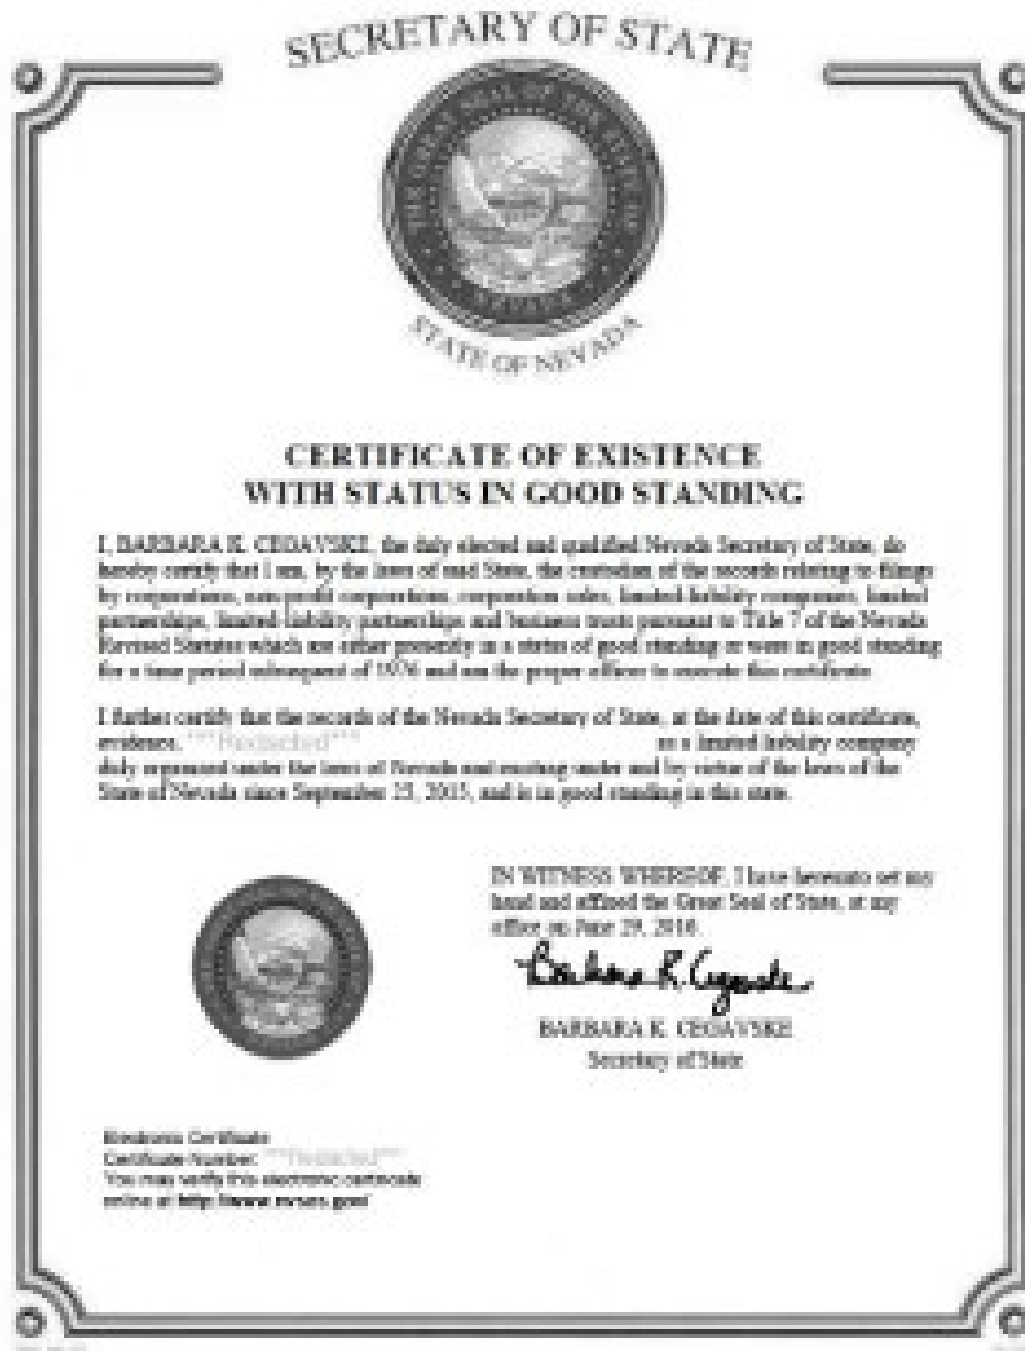 SECRETARY OF STATE
THE GREAT SEAL OF THE STATE OF
NEVADA
STATE OF NEVADA
CERTIFICATE OF EXISTENCE
WITH STATUS IN GOOD STANDING
I, BARBARA K. CEGAVSKE, the duly elected and qualified Nevada Secretary of State, do
hereby certify that I am, by the laws of said State, the custodian of the records relating to filings
by corporations, non-profit corporations, corporation soles, limited-liability companies, limited
partnerships, limited-liability partnerships and business trusts pursuant to Title 7 of the Nevada
Revised Statutes which are either presently in a status of good standing or were in good standing
for a time period subsequent of 1976 and am the proper officer to execute this certificate.
I further certify that the records of the Nevada Secretary of State, at the date of this certificate,
evidence, ***Redacted*** as a limited liability company
duly organized under the laws of Nevada and existing under and by virtue of the laws of the
State of Nevada since September, and is in good standing in this state.
IN WITNESS WHEREOF, I have hereunto set my
hand and affixed the Great Seal of State, at my
office on June 29, 2016.
Barbara K. Cegavske
BARBARA K. CEGAVSKE
Secretary of State
Electronic Certificate
Certificate Number: ***Redacted***
You may verify this electronic certificate
online at http://www.nvsos.gov/